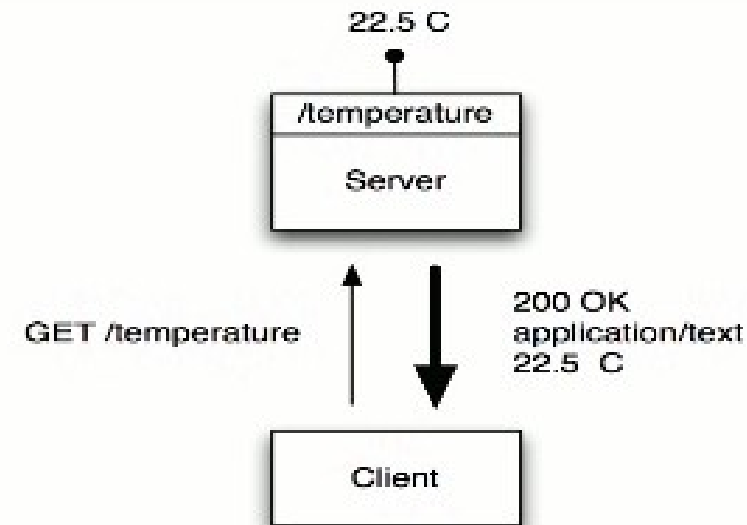 22.5 C
/temperature
Server
GET /temperature
200 OK
application/text
22.5 C
Client